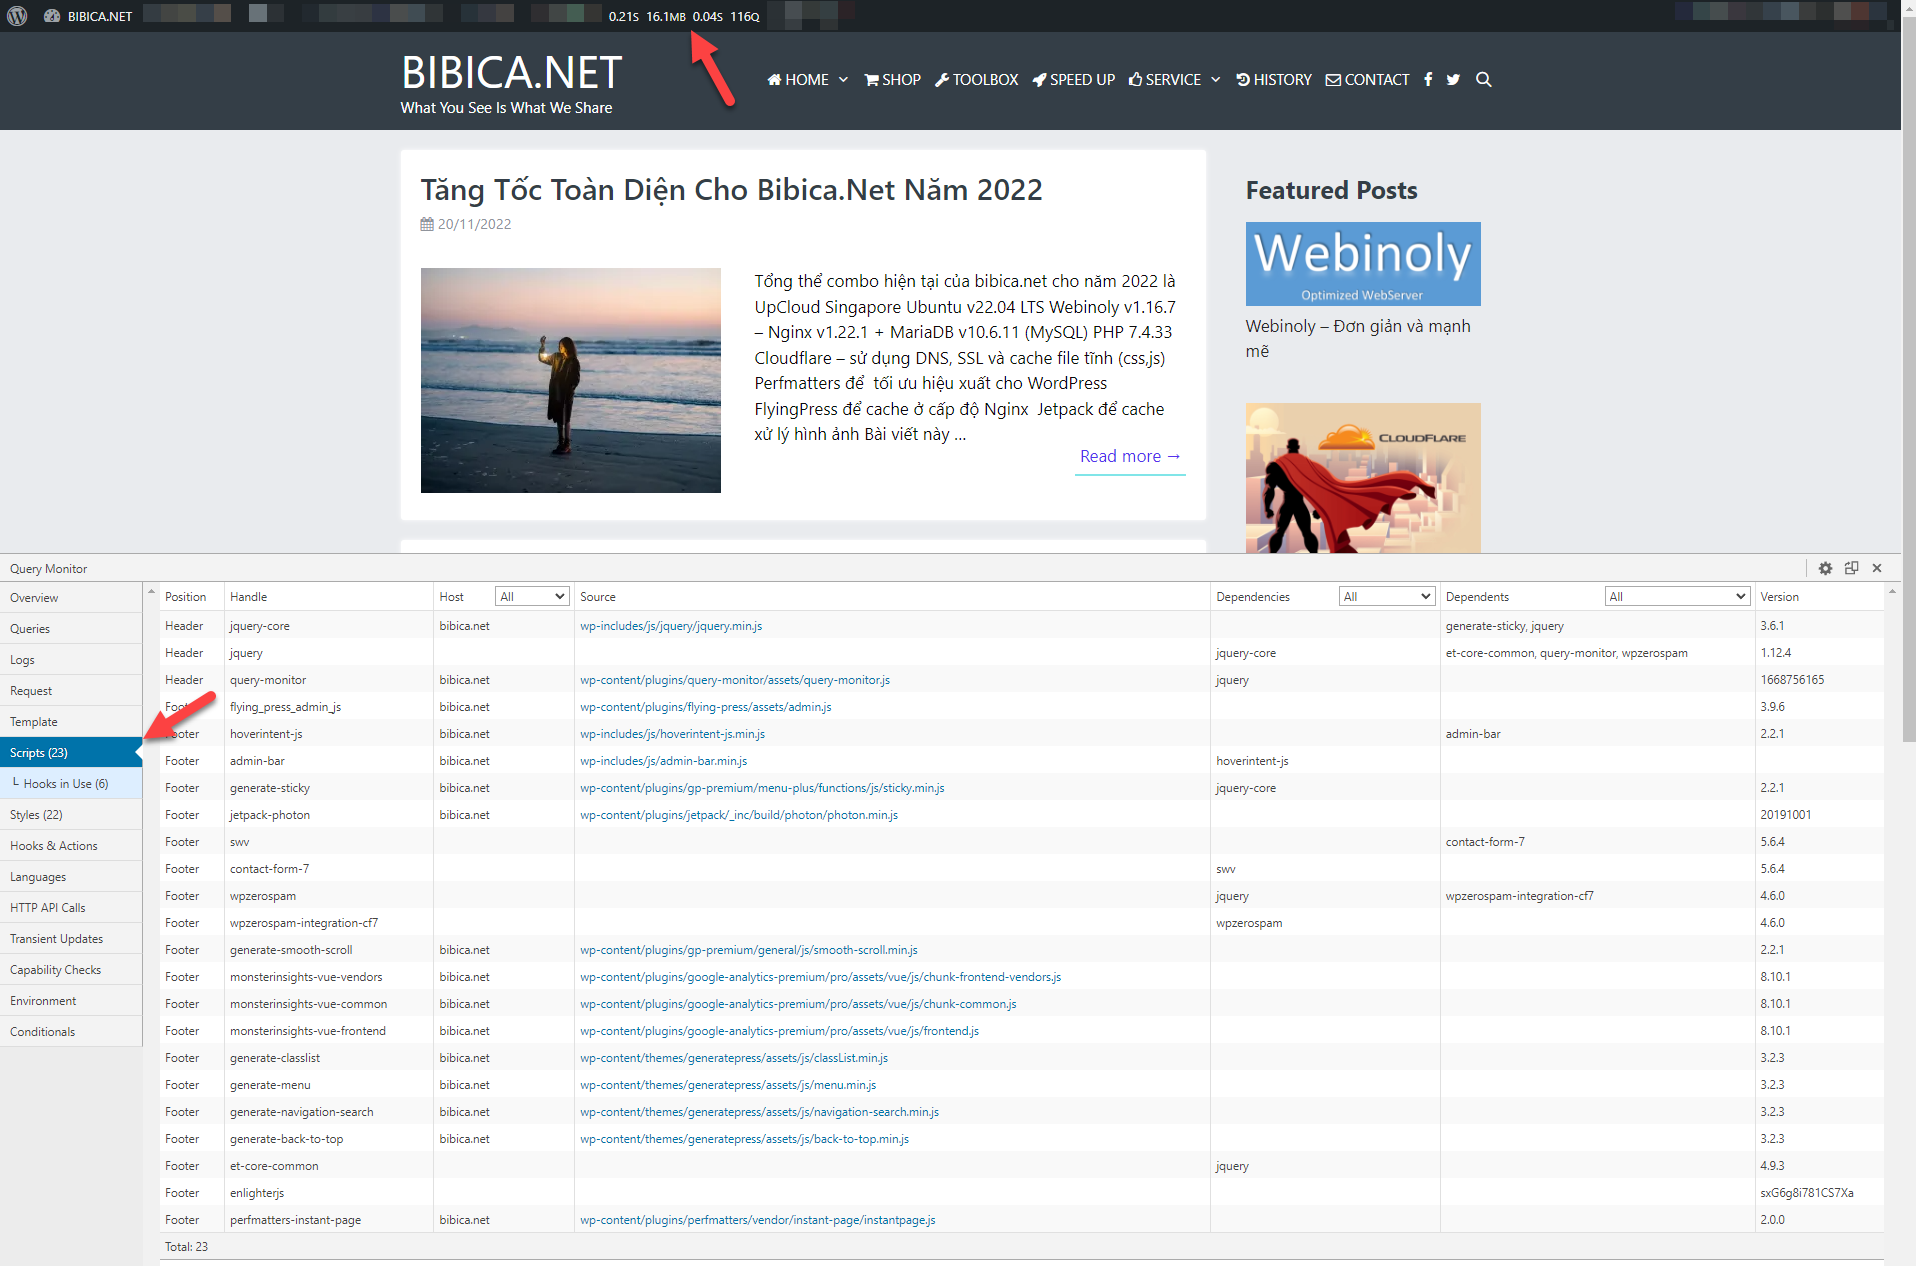 BIBICA.NET
0.21S 16.1MB 0.04S 116Q
BIBICA.NET
What You See Is What We Share
HOME SHOP TOOLBOX SPEED UP SERVICE HISTORY CONTACT
Tăng Tốc Toàn Diện Cho Bibica.Net Năm 2022
20/11/2022
Tổng thể combo hiện tại của bibica.net cho năm 2022 là
UpCloud Singapore Ubuntu v22.04 LTS Webinoly v1.16.7
– Nginx v1.22.1 + MariaDB v10.6.11 (MySQL) PHP 7.4.33
Cloudflare – sử dụng DNS, SSL và cache file tĩnh (css,js)
Perfmatters để tối ưu hiệu xuất cho WordPress
FlyingPress để cache ở cấp độ Nginx Jetpack để cache
xử lý hình ảnh Bài viết này ...
Read more →
Featured Posts
Webinoly
Optimized WebServer
Webinoly – Đơn giản và mạnh
mẽ
CLOUDFLARE
Query Monitor
Overview
Queries
Logs
Request
Template
Scripts (23)
Hooks in Use (6)
Styles (22)
Hooks & Actions
Languages
HTTP API Calls
Transient Updates
Capability Checks
Environment
Conditionals
Position Handle Host All Source Dependencies All Dependents All Version
Header jquery-core bibica.net wp-includes/js/jquery/jquery.min.js generate-sticky, jquery 3.6.1
Header jquery jquery-core et-core-common, query-monitor, wpzerospam 1.12.4
Header query-monitor bibica.net wp-content/plugins/query-monitor/assets/query-monitor.js jquery 1668756165
Footer flying_press_admin_js bibica.net wp-content/plugins/flying-press/assets/admin.js 3.9.6
Footer hoverintent-js bibica.net wp-includes/js/hoverintent-js.min.js admin-bar 2.2.1
Footer admin-bar bibica.net wp-includes/js/admin-bar.min.js hoverintent-js
Footer generate-sticky bibica.net wp-content/plugins/gp-premium/menu-plus/functions/js/sticky.min.js jquery-core 2.2.1
Footer jetpack-photon bibica.net wp-content/plugins/jetpack/_inc/build/photon/photon.min.js 20191001
Footer swv contact-form-7 5.6.4
Footer contact-form-7 swv 5.6.4
Footer wpzerospam jquery wpzerospam-integration-cf7 4.6.0
Footer wpzerospam-integration-cf7 wpzerospam 4.6.0
Footer generate-smooth-scroll bibica.net wp-content/plugins/gp-premium/general/js/smooth-scroll.min.js 2.2.1
Footer monsterinsights-vue-vendors bibica.net wp-content/plugins/google-analytics-premium/pro/assets/vue/js/chunk-frontend-vendors.js 8.10.1
Footer monsterinsights-vue-common bibica.net wp-content/plugins/google-analytics-premium/pro/assets/vue/js/chunk-common.js 8.10.1
Footer monsterinsights-vue-frontend bibica.net wp-content/plugins/google-analytics-premium/pro/assets/vue/js/frontend.js 8.10.1
Footer generate-classlist bibica.net wp-content/themes/generatepress/assets/js/classList.min.js 3.2.3
Footer generate-menu bibica.net wp-content/themes/generatepress/assets/js/menu.min.js 3.2.3
Footer generate-navigation-search bibica.net wp-content/themes/generatepress/assets/js/navigation-search.min.js 3.2.3
Footer generate-back-to-top bibica.net wp-content/themes/generatepress/assets/js/back-to-top.min.js 3.2.3
Footer et-core-common jquery 4.9.3
Footer enlighterjs sxG6g8i781CS7Xa
Footer perfmatters-instant-page bibica.net wp-content/plugins/perfmatters/vendor/instant-page/instantpage.js 2.0.0
Total: 23